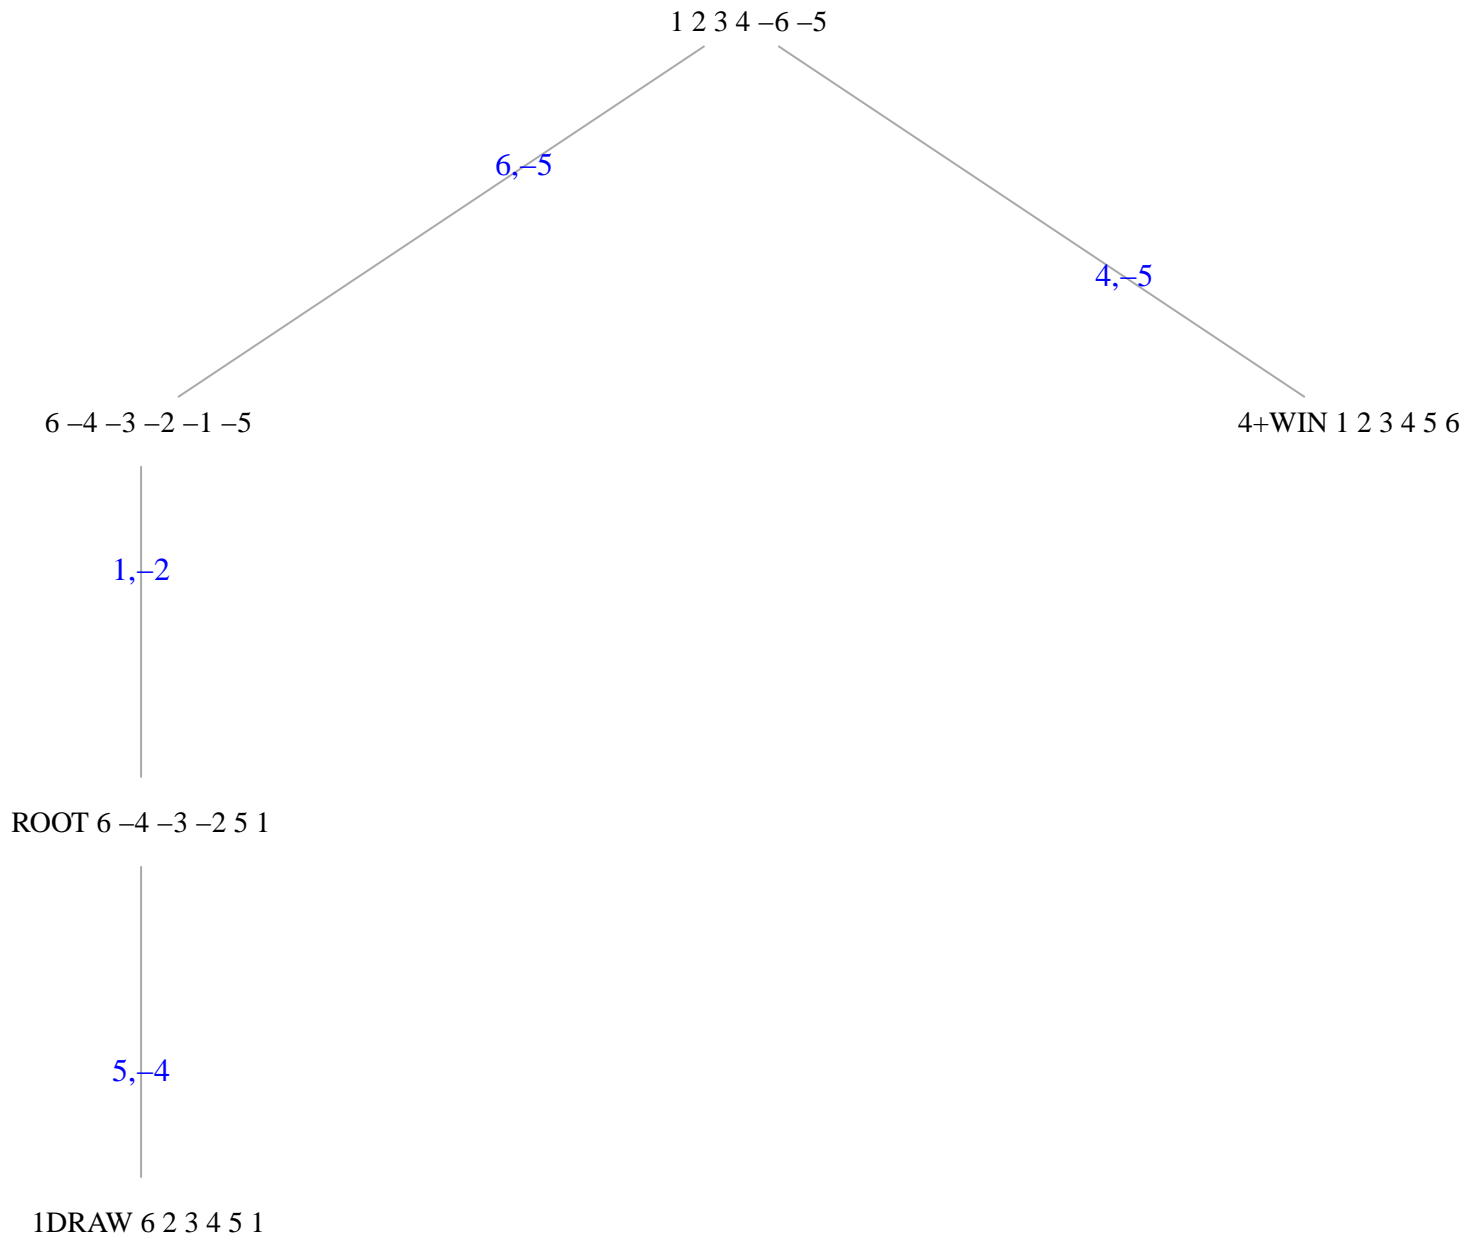 1 2 3 4 –6 –5
6,–5
4,–5
6 –4 –3 –2 –1 –5
4+WIN 1 2 3 4 5 6
1,–2
ROOT 6 –4 –3 –2 5 1
5,–4
1DRAW 6 2 3 4 5 1